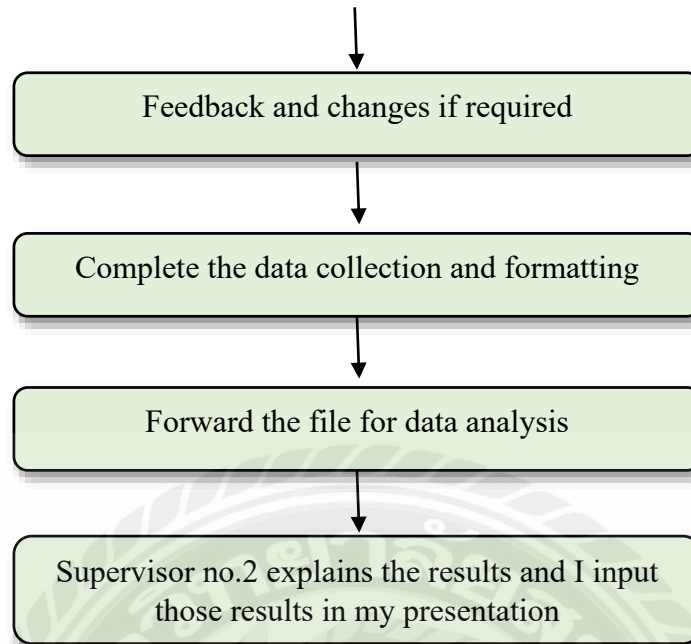 Feedback and changes if required
Complete the data collection and formatting
Forward the file for data analysis
Supervisor no.2 explains the results and I input
those results in my presentation